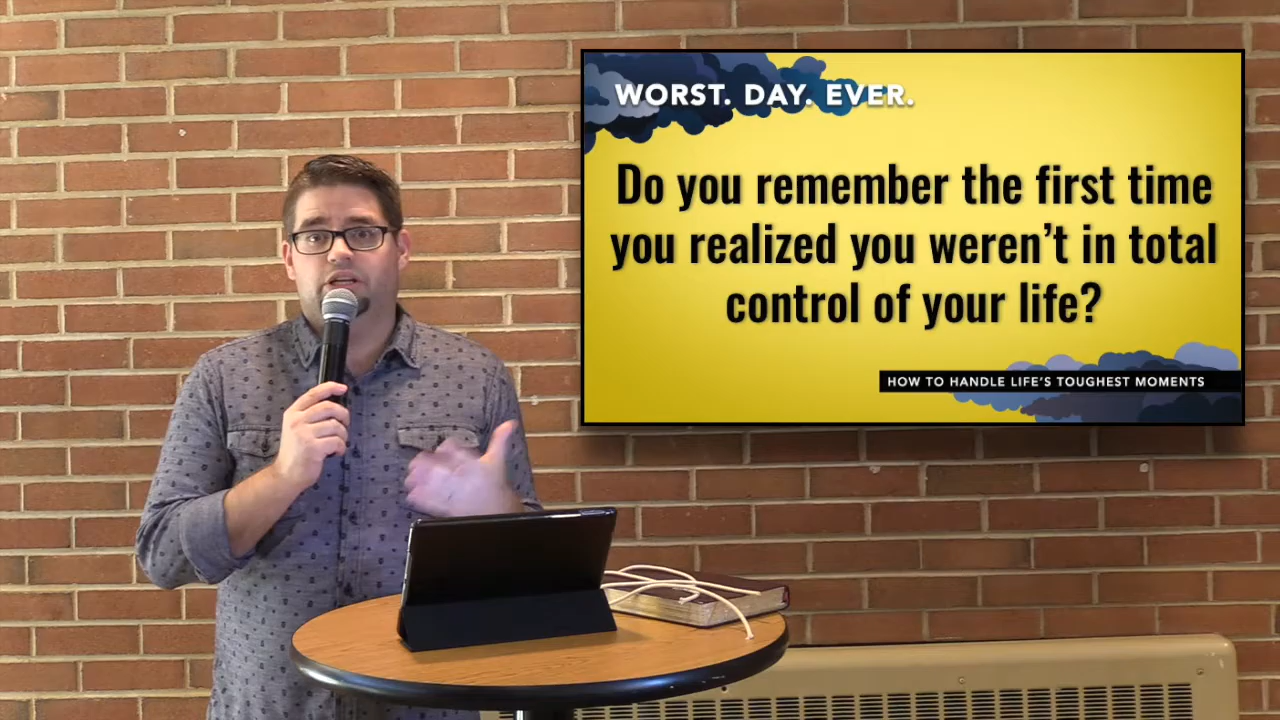 WORST. DAY. EVER.
Do you remember the first time
you realized you weren't in total
control of your life?
HOW TO HANDLE LIFE'S TOUGHEST MOMENTS